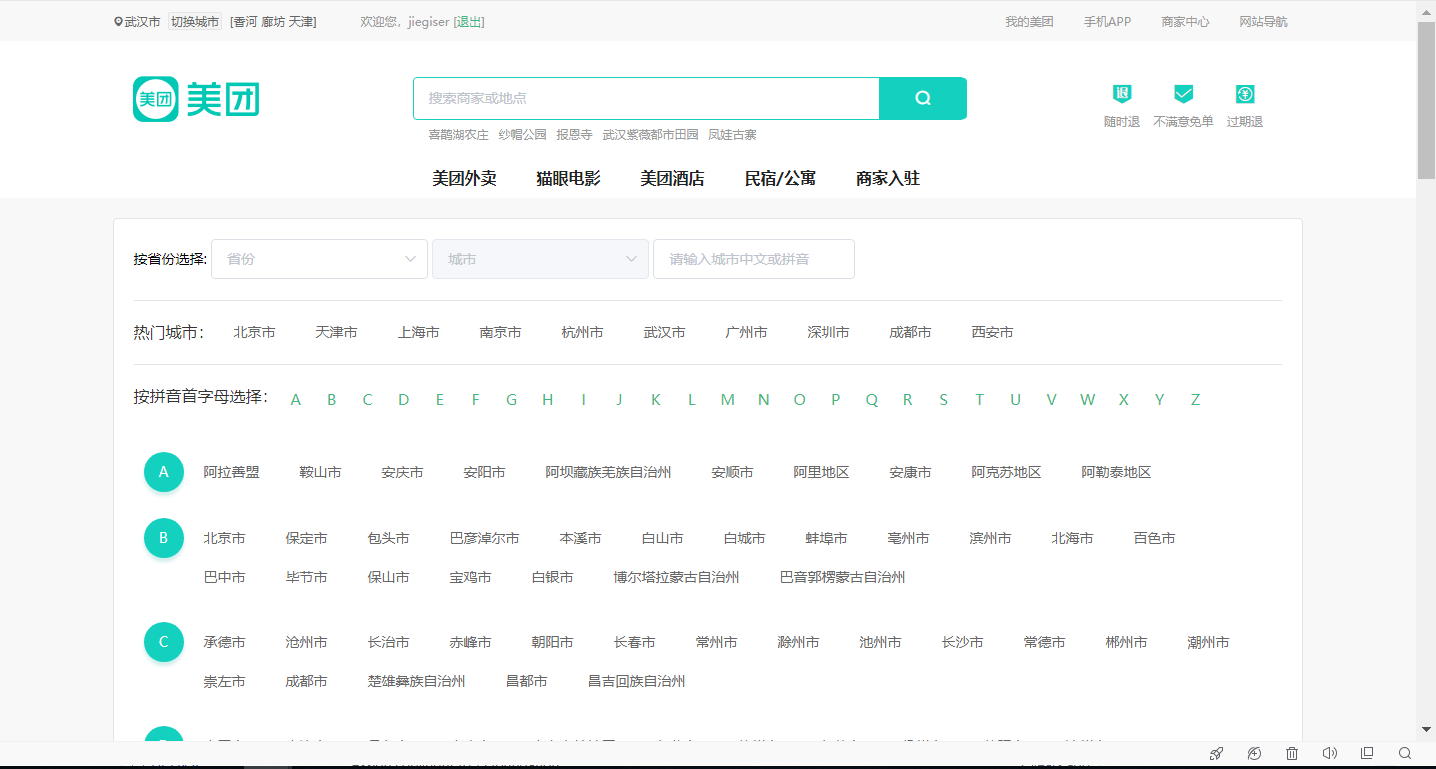 武汉市 切换城市 [香河 廊坊 天津] 欢迎您，jiegiser [退出] 我的美团 手机APP 商家中心 网站导航
美团 美团 搜索商家或地点 退
随时退 不满意免单 过期退
喜鹊湖农庄 纱帽公园 报恩寺 武汉紫薇都市田园 凤娃古寨
美团外卖 猫眼电影 美团酒店 民宿/公寓 商家入驻
按省份选择: 省份 城市 请输入城市中文或拼音
热门城市： 北京市 天津市 上海市 南京市 杭州市 武汉市 广州市 深圳市 成都市 西安市
按拼音首字母选择： A B C D E F G H I J K L M N O P Q R S T U V W X Y Z
A 阿拉善盟 鞍山市 安庆市 安阳市 阿坝藏族羌族自治州 安顺市 阿里地区 安康市 阿克苏地区 阿勒泰地区
B 北京市 保定市 包头市 巴彦淖尔市 本溪市 白山市 白城市 蚌埠市 亳州市 滨州市 北海市 百色市
巴中市 毕节市 保山市 宝鸡市 白银市 博尔塔拉蒙古自治州 巴音郭楞蒙古自治州
C 承德市 沧州市 长治市 赤峰市 朝阳市 长春市 常州市 滁州市 池州市 长沙市 常德市 郴州市 潮州市
崇左市 成都市 楚雄彝族自治州 昌都市 昌吉回族自治州